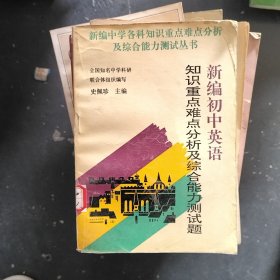 新编中学各科知识重点难点分析
及综合能力测试丛书
全国知名中学科研
联合体组织编写
史佩珍 主编
新编初中英语
知识重点难点分析及综合能力测试题